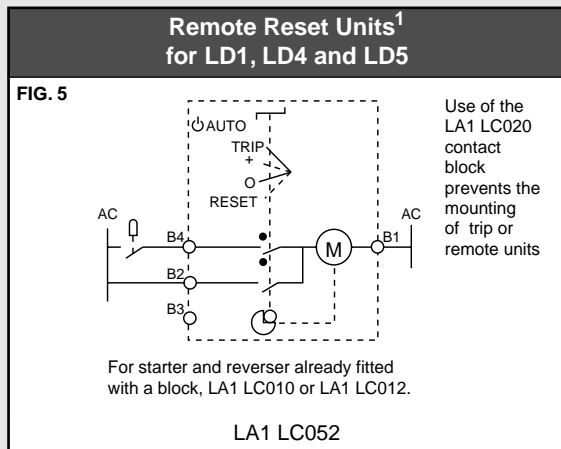 Remote Reset Units1
for LD1, LD4 and LD5
FIG. 5
AUTO
TRIP
+
O
RESET
AC
B4
B2
B3
M
B1
AC
Use of the
LA1 LC020
contact
block
prevents the
mounting
of trip or
remote units
For starter and reverser already fitted
with a block, LA1 LC010 or LA1 LC012.
LA1 LC052